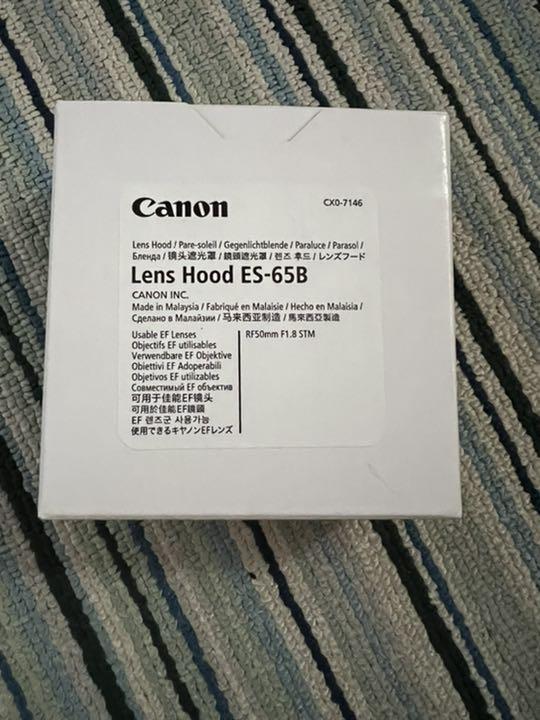 Canon
CX0-7146
Lens Hood / Pare-soleil / Gegenlichtblende / Paraluce / Parasol /
Бленда / 镜头遮光罩 / 鏡頭遮光罩 / 렌즈 후드 / レンズフード
Lens Hood ES-65B
CANON INC.
Made in Malaysia / Fabriqué en Malaisie / Hecho en Malaisia /
Сделано в Малайзии / 马来西亚制造 / 馬來西亞製造
Usable EF Lenses
Objectifs EF utilisables
Verwendbare EF Objektive
Obiettivi EF Adoperabili
Objetivos EF utilizables
Совместимый EF объектив
可用于佳能EF镜头
可用於佳能EF鏡頭
EF 렌즈군 사용가능
使用できるキヤノンEFレンズ
RF50mm F1.8 STM